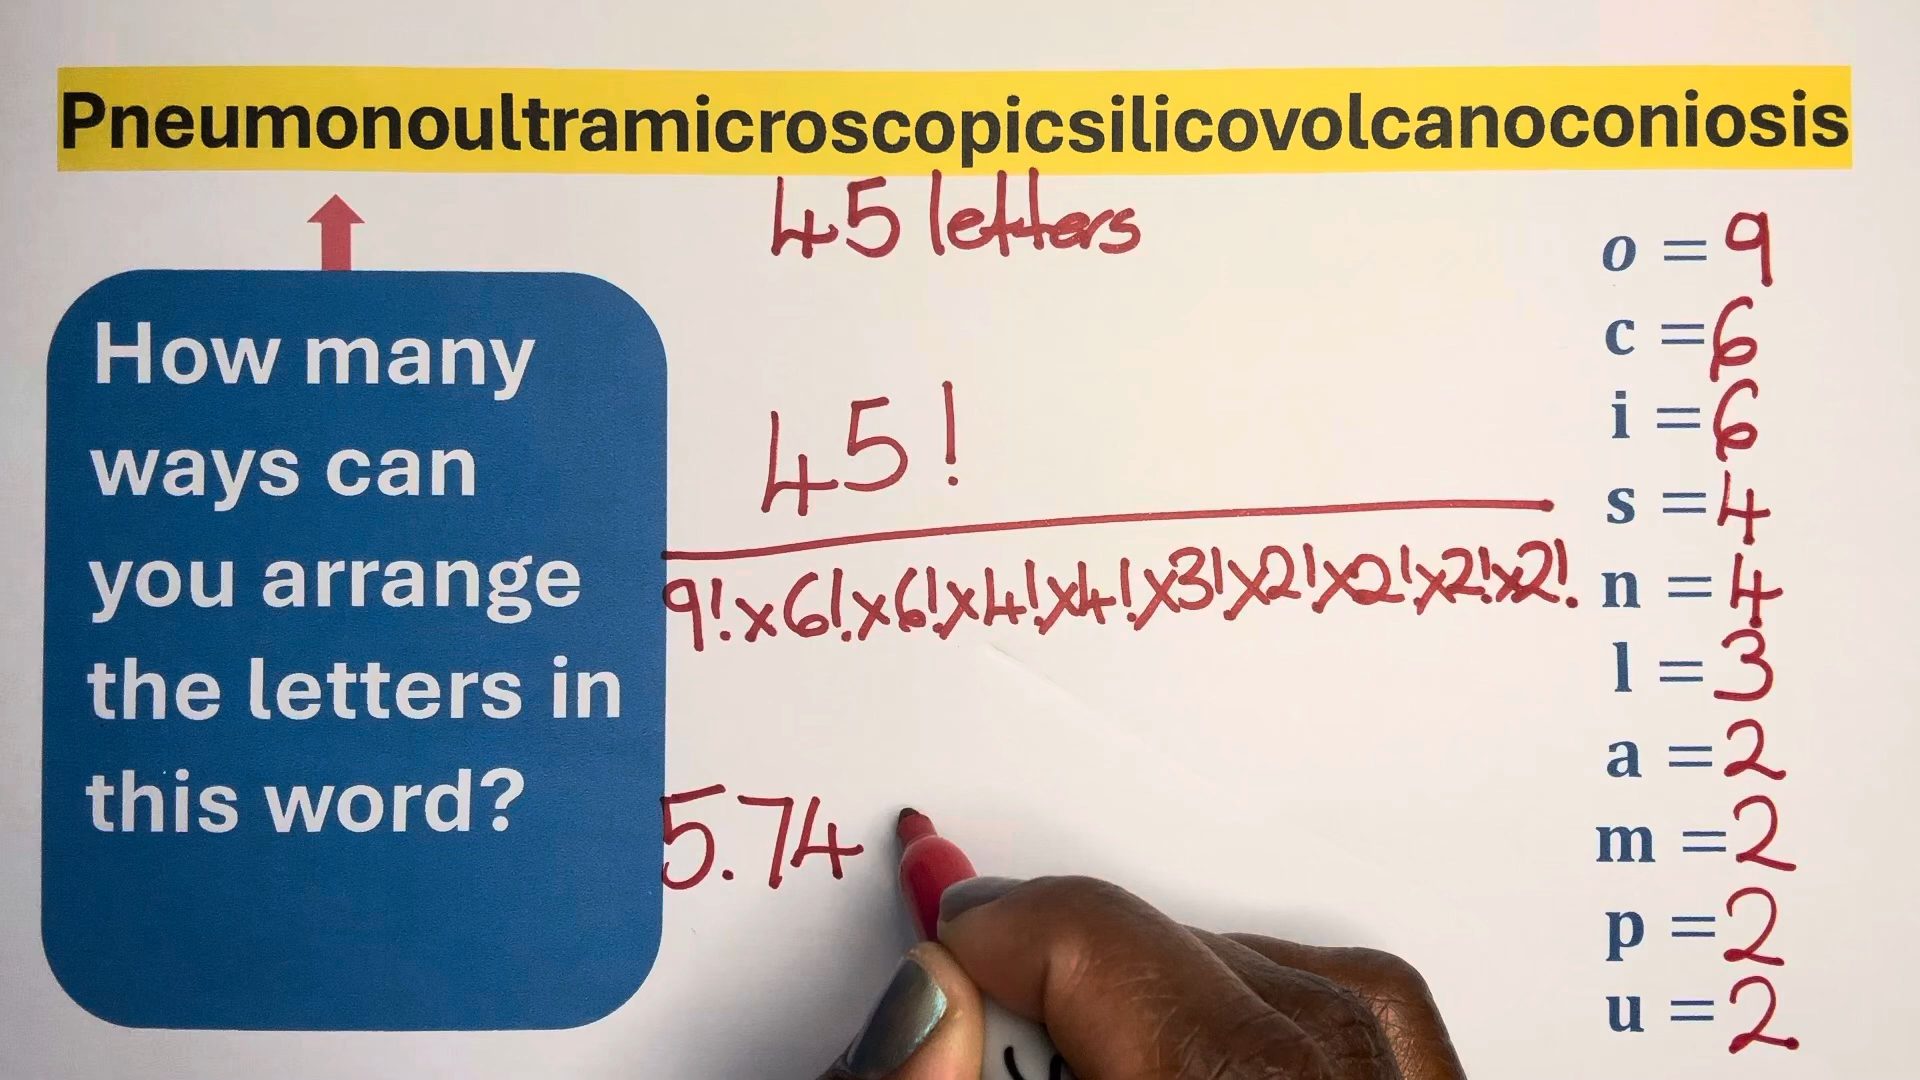 Pneumonoultramicroscopicsilicovolcanoconiosis
45 letters
How many
ways can
you arrange
the letters in
this word?
45!
9!x6!x6!x4!x4!x3!x2!x2!x2!x2!
5.74
o = 9
c = 6
i = 6
s = 4
n = 4
l = 3
a = 2
m = 2
p = 2
u = 2